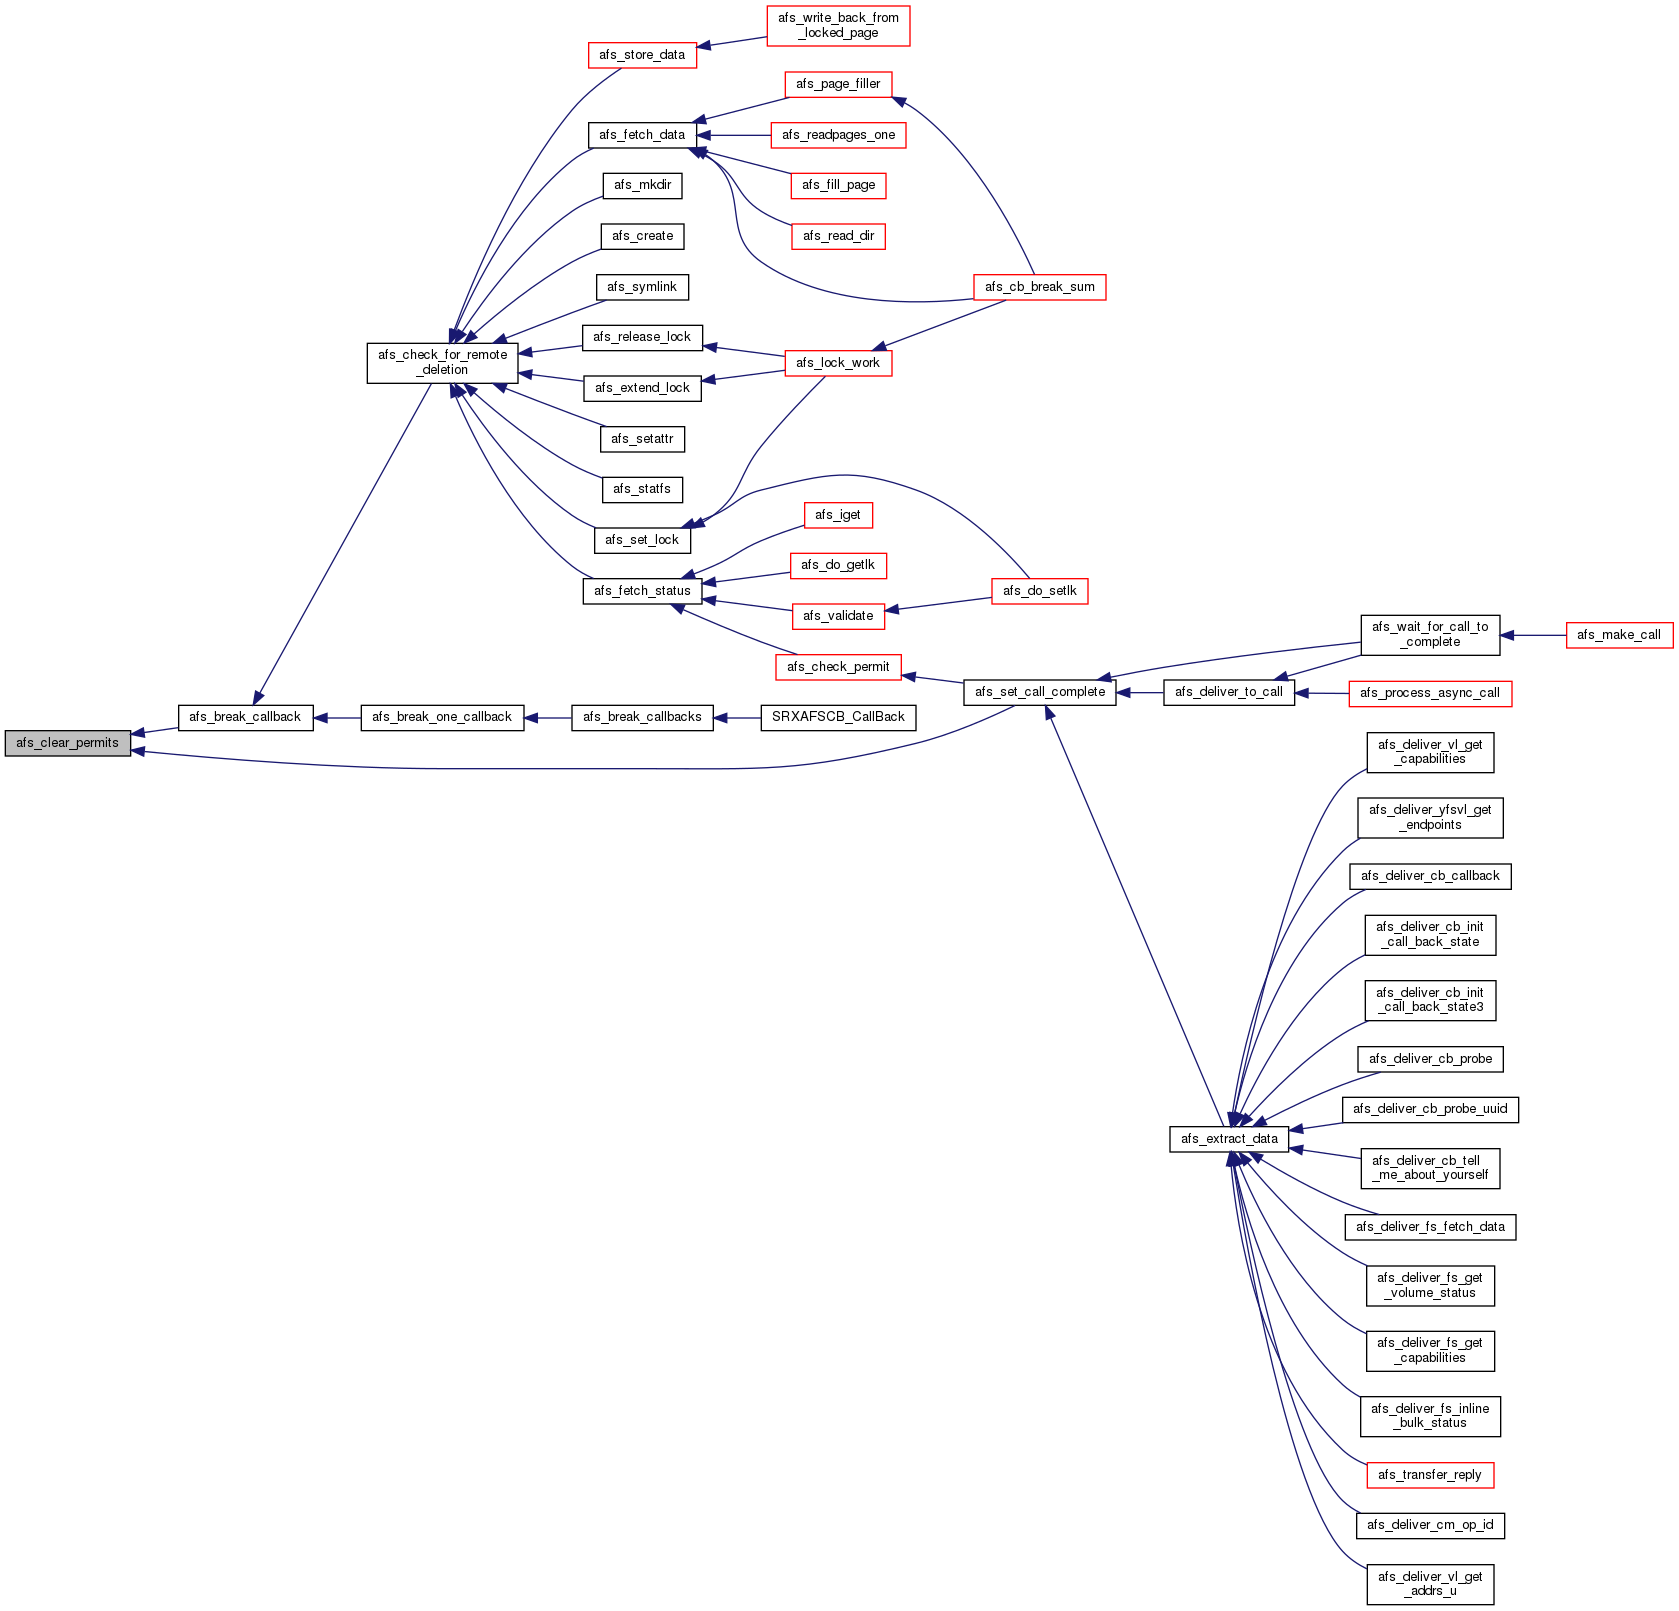 afs_write_back_from
_locked_page
afs_store_data
afs_page_filler
afs_fetch_data
afs_readpages_one
afs_mkdir
afs_fill_page
afs_create
afs_read_dir
afs_symlink
afs_cb_break_sum
afs_release_lock
afs_check_for_remote
_deletion
afs_lock_work
afs_extend_lock
afs_setattr
afs_statfs
afs_iget
afs_set_lock
afs_do_getlk
afs_fetch_status
afs_do_setlk
afs_validate
afs_wait_for_call_to
_complete
afs_make_call
afs_check_permit
afs_set_call_complete
afs_deliver_to_call
afs_process_async_call
afs_break_callback
afs_break_one_callback
afs_break_callbacks
SRXAFSCB_CallBack
afs_clear_permits
afs_deliver_vl_get
_capabilities
afs_deliver_yfsvl_get
_endpoints
afs_deliver_cb_callback
afs_deliver_cb_init
_call_back_state
afs_deliver_cb_init
_call_back_state3
afs_deliver_cb_probe
afs_deliver_cb_probe_uuid
afs_extract_data
afs_deliver_cb_tell
_me_about_yourself
afs_deliver_fs_fetch_data
afs_deliver_fs_get
_volume_status
afs_deliver_fs_get
_capabilities
afs_deliver_fs_inline
_bulk_status
afs_transfer_reply
afs_deliver_cm_op_id
afs_deliver_vl_get
_addrs_u